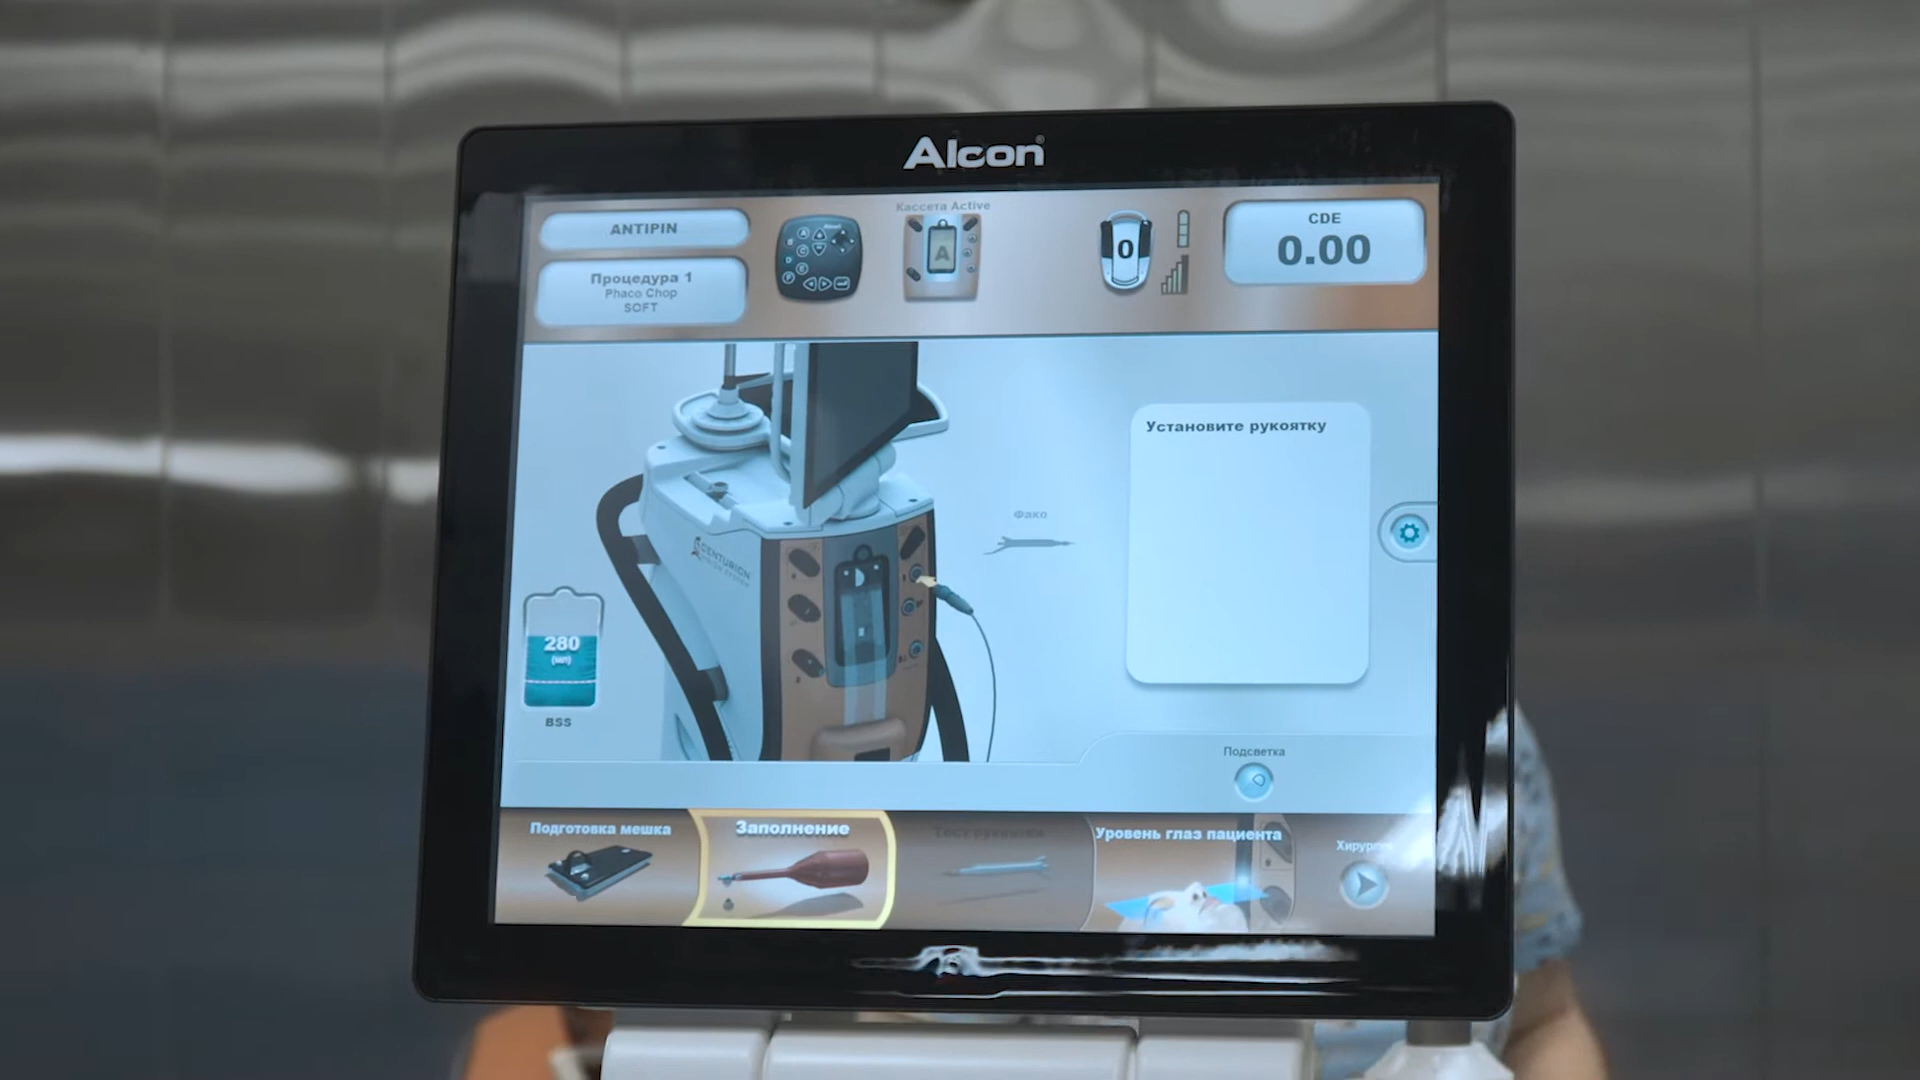 Alcon
ANTIPIN
Процедура 1
Phaco Chop
SOFT
Кассета Active
A
0
CDE
0.00
Установите рукоятку
Фако
CENTURION
280
(мл)
BSS
Подсветка
Подготовка мешка
Заполнение
Уровень глаз пациента